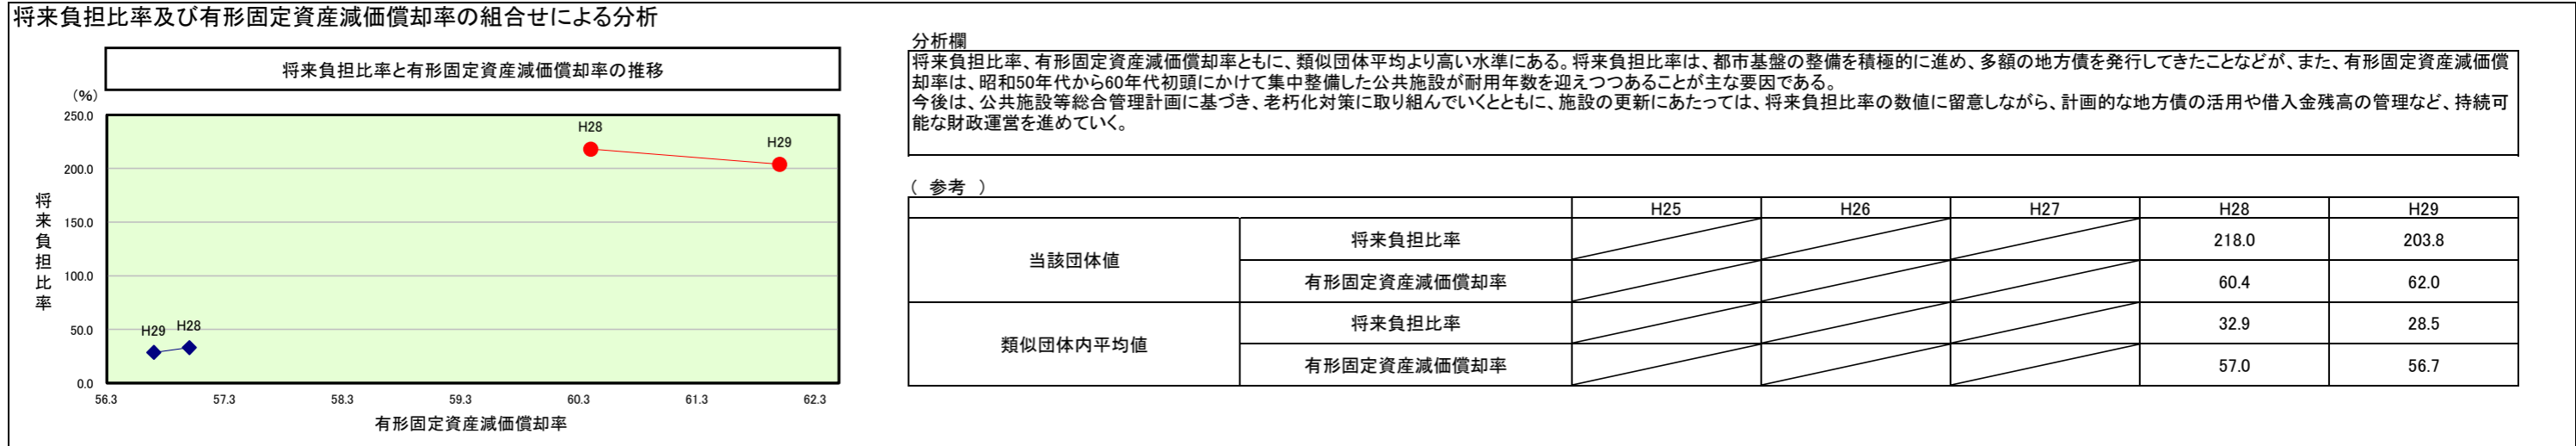 将来負担比率及び有形固定資産減価償却率の組合せによる分析
将来負担比率と有形固定資産減価償却率の推移
(%)
250.0
200.0
150.0
100.0
50.0
0.0
将来負担比率
H28
H29
H29
H28
56.3
57.3
58.3
59.3
60.3
61.3
62.3
有形固定資産減価償却率
分析欄
将来負担比率、有形固定資産減価償却率ともに、類似団体平均より高い水準にある。将来負担比率は、都市基盤の整備を積極的に進め、多額の地方債を発行してきたことなどが、また、有形固定資産減価償
却率は、昭和50年代から60年代初頭にかけて集中整備した公共施設が耐用年数を迎えつつあることが主な要因である。
今後は、公共施設等総合管理計画に基づき、老朽化対策に取り組んでいくとともに、施設の更新にあたっては、将来負担比率の数値に留意しながら、計画的な地方債の活用や借入金残高の管理など、持続可
能な財政運営を進めていく。
( 参考 )
H25 H26 H27 H28 H29
当該団体値
将来負担比率 218.0 203.8
有形固定資産減価償却率 60.4 62.0
類似団体内平均値
将来負担比率 32.9 28.5
有形固定資産減価償却率 57.0 56.7